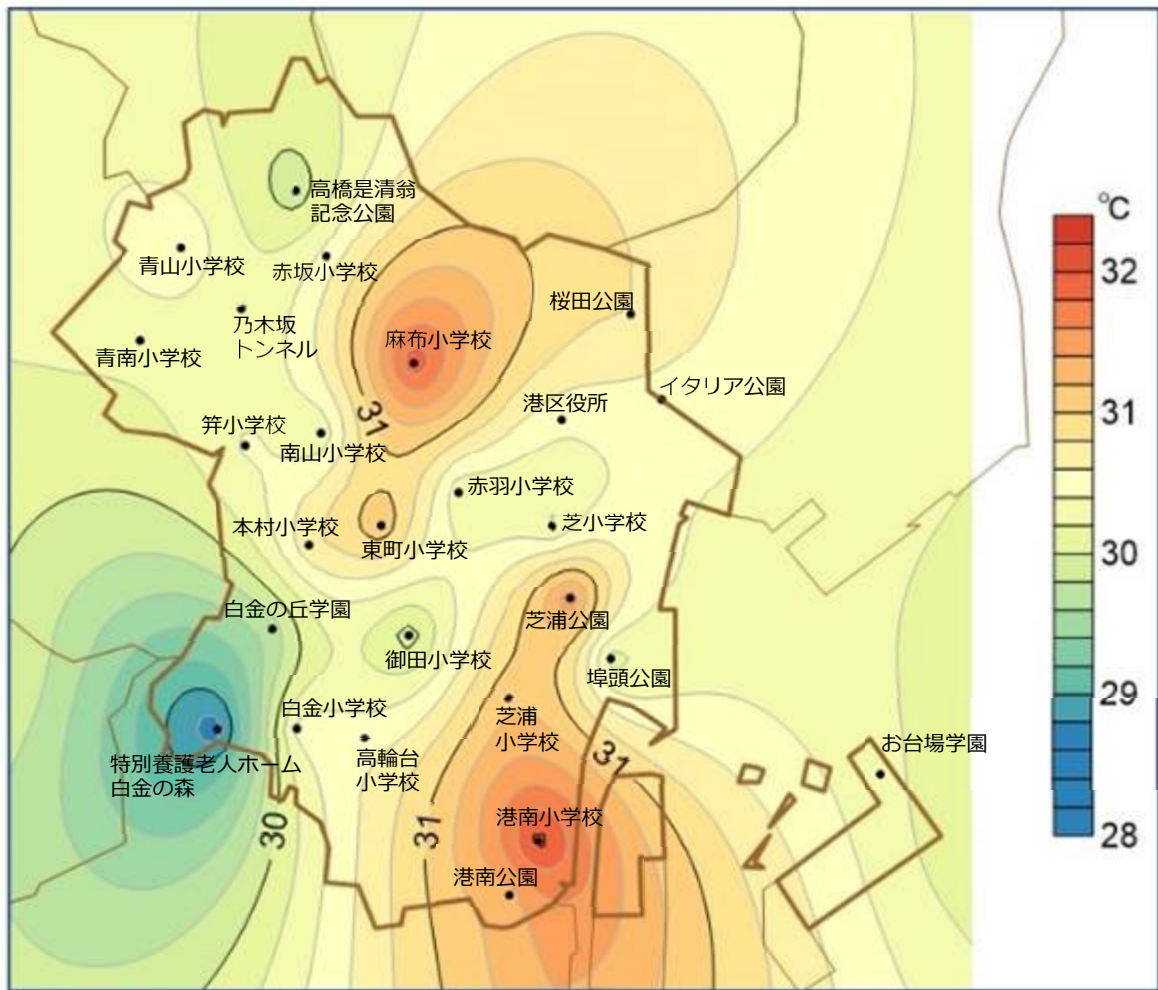 ℃
高橋是清翁
記念公園
青山小学校
赤坂小学校
桜田公園
32
乃木坂
トンネル
麻布小学校
青南小学校
イタリア公園
31
港区役所
31
笄小学校
南山小学校
赤羽小学校
本村小学校
東町小学校
芝小学校
30
白金の丘学園
芝浦公園
御田小学校
埠頭公園
29
白金小学校
芝浦
小学校
高輪台
小学校
31
お台場学園
特別養護老人ホーム
白金の森
港南小学校
30
31
28
港南公園